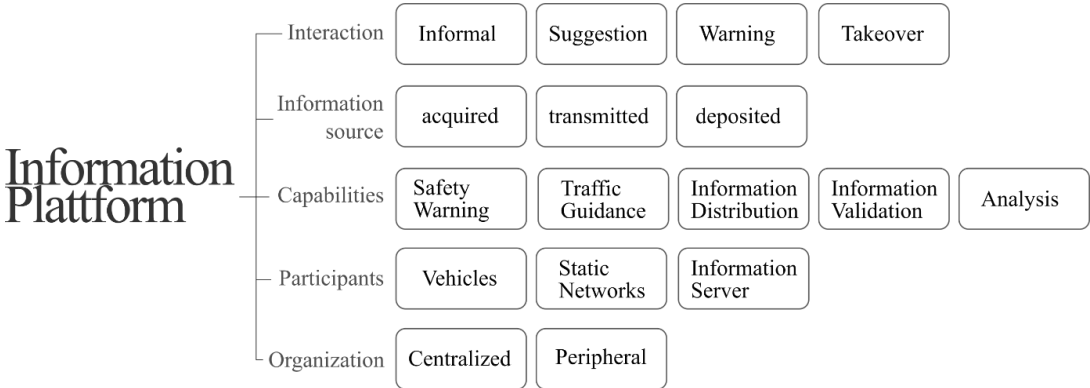 Information
Plattform
Interaction
Informal
Suggestion
Warning
Takeover
Information
source
acquired
transmitted
deposited
Capabilities
Safety
Warning
Traffic
Guidance
Information
Distribution
Information
Validation
Analysis
Participants
Vehicles
Static
Networks
Information
Server
Organization
Centralized
Peripheral